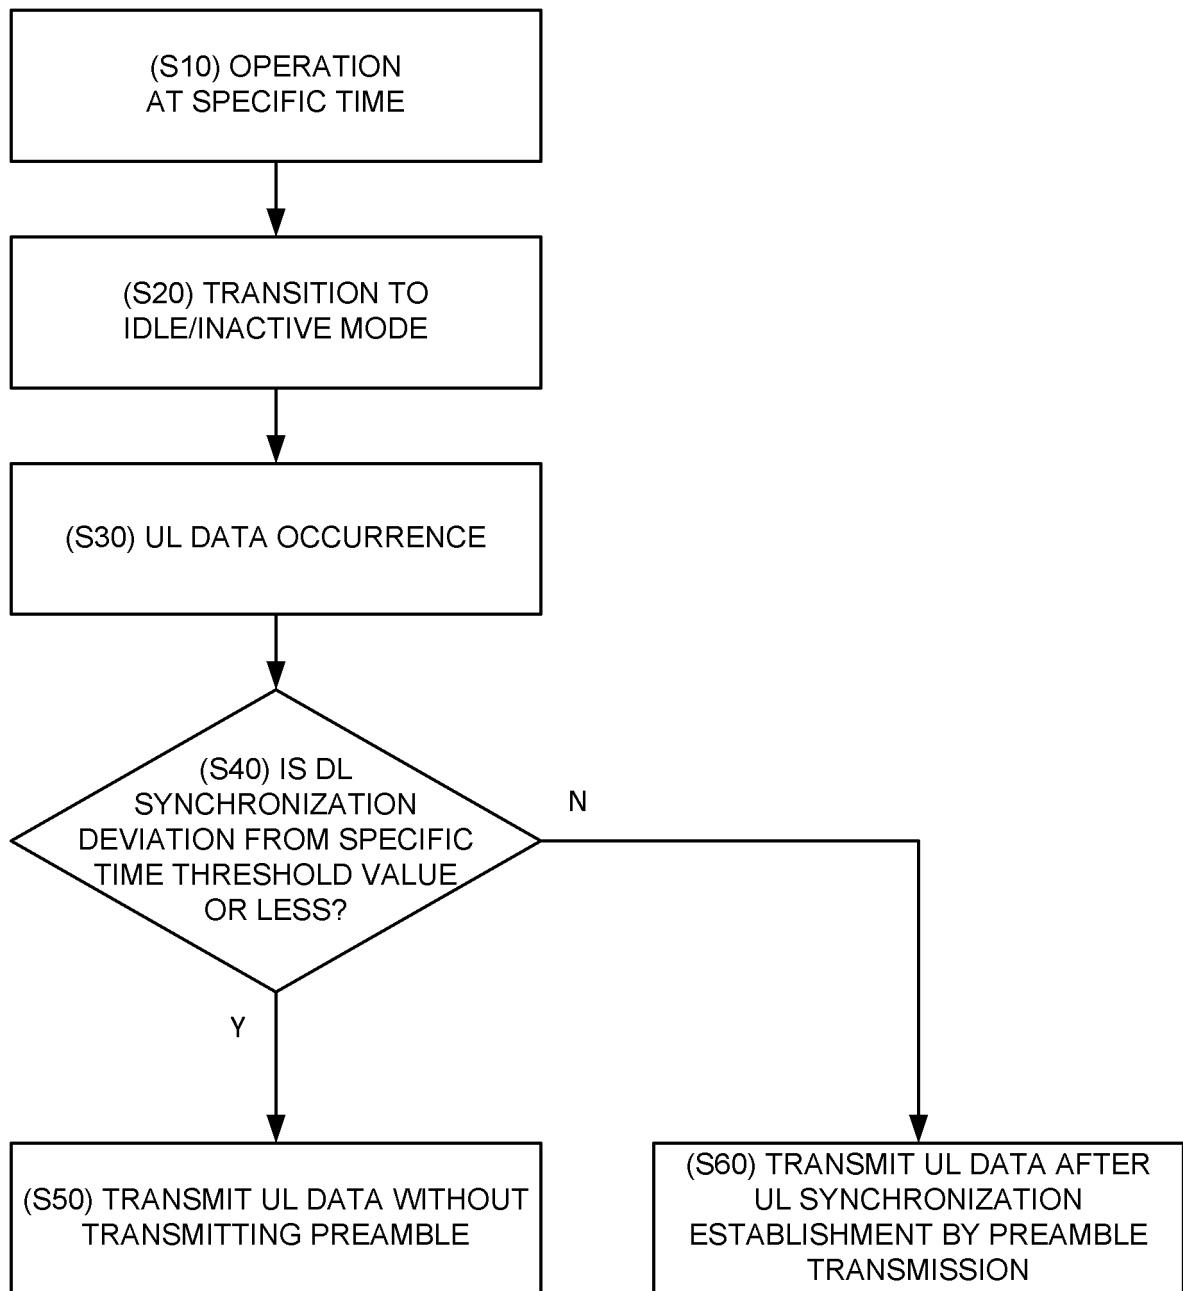 (S10) OPERATION
AT SPECIFIC TIME
(S20) TRANSITION TO
IDLE/INACTIVE MODE
(S30) UL DATA OCCURRENCE
(S40) IS DL
SYNCHRONIZATION
DEVIATION FROM SPECIFIC
TIME THRESHOLD VALUE
OR LESS?
N
Y
(S50) TRANSMIT UL DATA WITHOUT
TRANSMITTING PREAMBLE
(S60) TRANSMIT UL DATA AFTER
UL SYNCHRONIZATION
ESTABLISHMENT BY PREAMBLE
TRANSMISSION